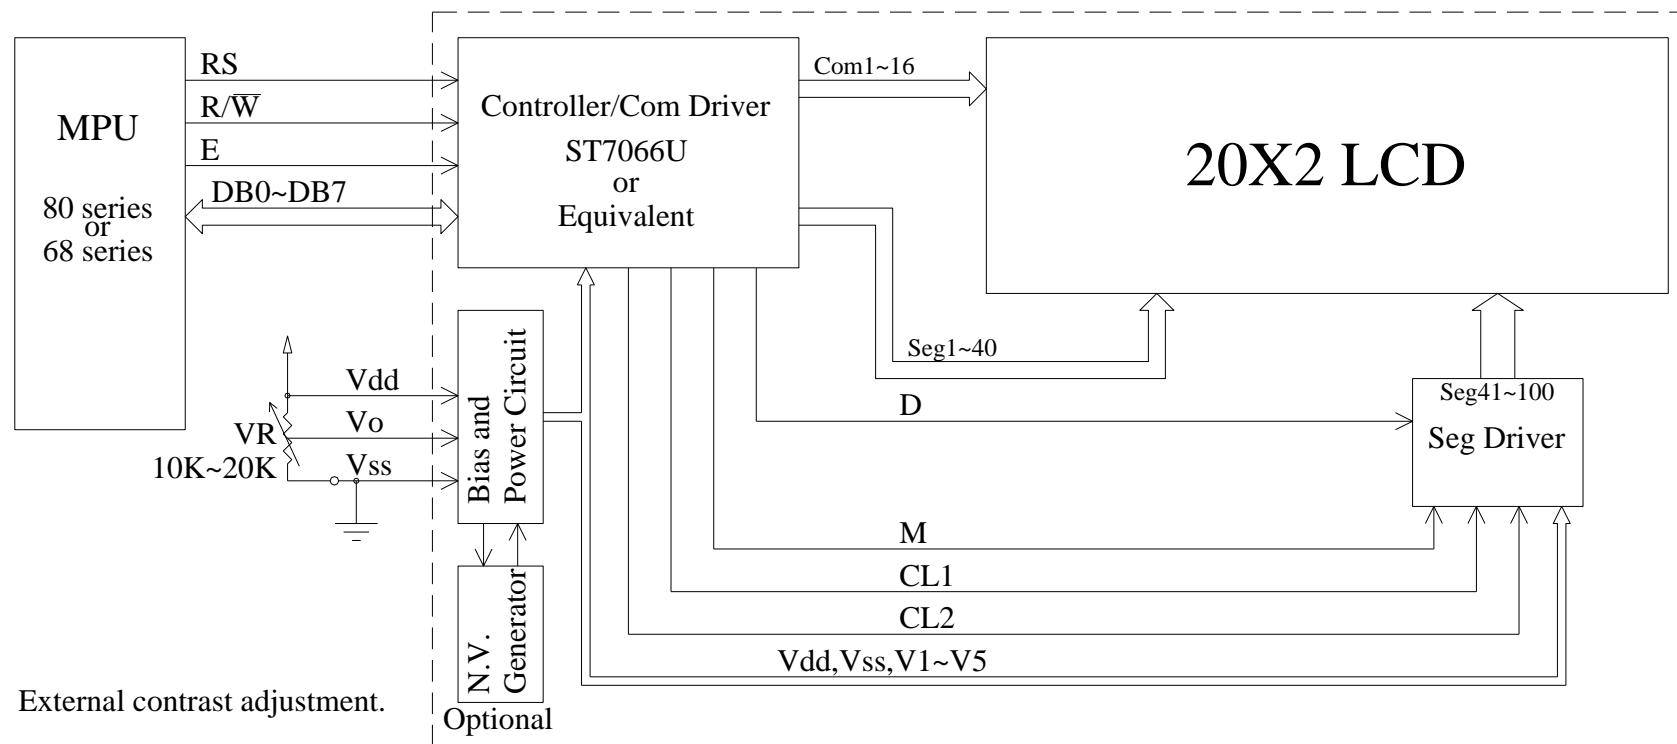 MPU
80 series
or
68 series
RS
R/W̅
E
DB0~DB7
Controller/Com Driver
ST7066U
or
Equivalent
Com1~16
20X2 LCD
Seg1~40
Seg41~100
Seg Driver
D
M
CL1
CL2
Vdd,Vss,V1~V5
Vdd
Vo
Vss
VR
10K~20K
Bias and
Power Circuit
N.V.
Generator
Optional
External contrast adjustment.